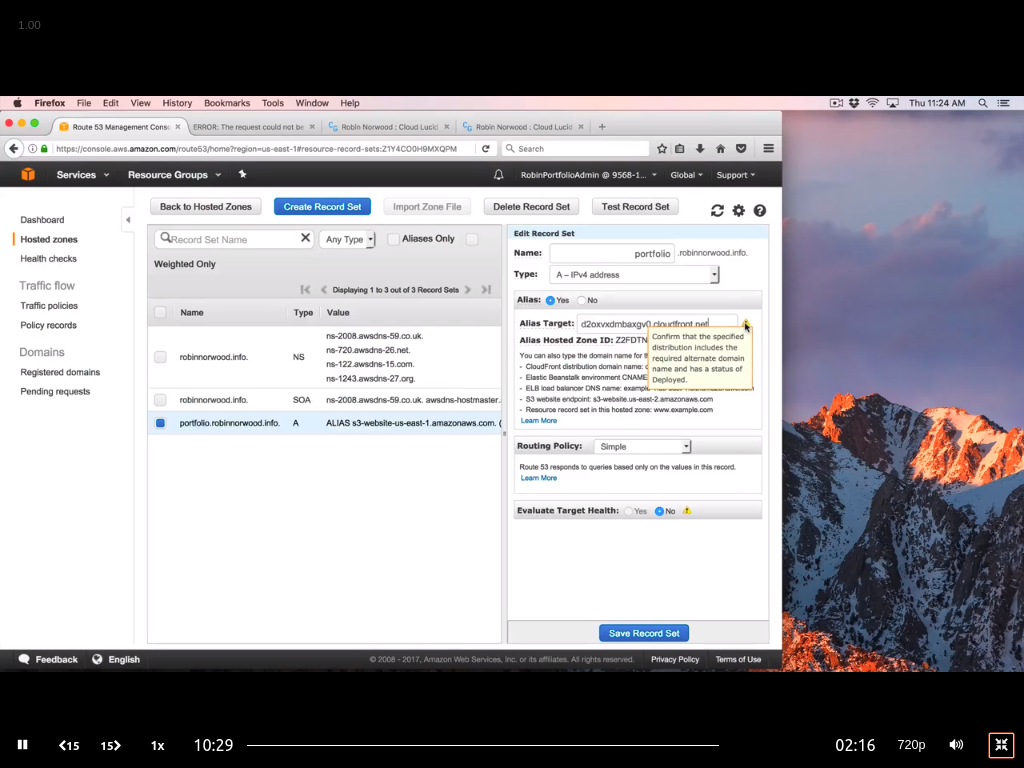 1.00
Firefox File Edit View History Bookmarks Tools Window Help Thu 11:24 AM
Route 53 Management Cons ERROR: The request could not be Robin Norwood : Cloud Lucid Robin Norwood : Cloud Lucid
https://console.aws.amazon.com/route53/home?region=us-east-1#resource-record-sets:Z1Y4CO0H9MXQPM Search
Services Resource Groups RobinPortfolioAdmin @ 9568-1... Global Support
Back to Hosted Zones Create Record Set Import Zone File Delete Record Set Test Record Set
Dashboard
Hosted zones
Health checks
Traffic flow
Traffic policies
Policy records
Domains
Registered domains
Pending requests
Record Set Name Any Type Aliases Only
Weighted Only
Displaying 1 to 3 out of 3 Record Sets
Name Type Value
robinnorwood.info. NS
ns-2008.awsdns-59.co.uk.
ns-720.awsdns-26.net.
ns-122.awsdns-15.com.
ns-1243.awsdns-27.org.
robinnorwood.info. SOA ns-2008.awsdns-59.co.uk. awsdns-hostmaster.
portfolio.robinnorwood.info. A ALIAS s3-website-us-east-1.amazonaws.com. (
Edit Record Set
Name: portfolio .robinnorwood.info.
Type: A – IPv4 address
Alias: Yes No
Alias Target: d2oxvxdmbaxgv0.cloudfront.net
Alias Hosted Zone ID: Z2FDTN
Confirm that the specified
distribution includes the
required alternate domain
name and has a status of
Deployed.
You can also type the domain name for t
- CloudFront distribution domain name:
- Elastic Beanstalk environment CNAME
- ELB load balancer DNS name: example
- S3 website endpoint: s3-website.us-east-2.amazonaws.com
- Resource record set in this hosted zone: www.example.com
Learn More
Routing Policy: Simple
Route 53 responds to queries based only on the values in this record.
Learn More
Evaluate Target Health: Yes No
Save Record Set
Feedback English © 2008 - 2017, Amazon Web Services, Inc. or its affiliates. All rights reserved. Privacy Policy Terms of Use
15 15 1x 10:29 02:16 720p